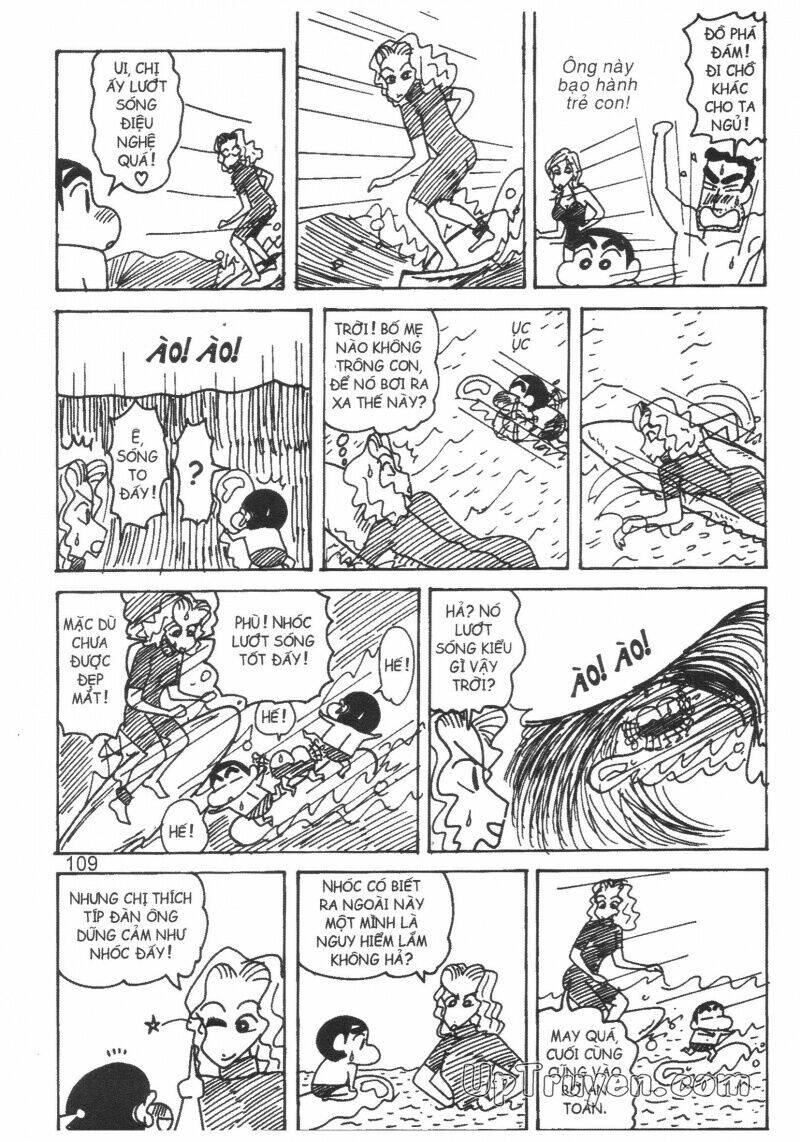 ĐỒ PHÁ
ĐÁM!
ĐI CHỖ
KHÁC
CHO TA
NGỦ!
Ông này
bạo hành
trẻ con!
UI, CHỊ
ẤY LƯỚT
SÓNG
ĐIỆU
NGHỆ
QUÁ!
♡
ỤC
ỤC
TRỜI! BỐ MẸ
NÀO KHÔNG
TRÔNG CON,
ĐỂ NÓ BƠI RA
XA THẾ NÀY?
ÀO! ÀO!
?
Ê,
SÓNG
TO
ĐẤY!
HẢ? NÓ
LƯỚT
SÓNG KIỂU
GÌ VẬY
TRỜI?
ÀO! ÀO!
PHÙ! NHÓC
LƯỚT SÓNG
TỐT ĐẤY!
HẾ!
HẾ!
HẾ!
MẶC DÙ
CHƯA
ĐƯỢC
ĐẸP
MẮT!
109
MAY QUÁ,
CUỐI CÙNG
CŨNG VÀO
BỜ AN
TOÀN.
NHÓC CÓ BIẾT
RA NGOÀI NÀY
MỘT MÌNH LÀ
NGUY HIỂM LẮM
KHÔNG HẢ?
NHƯNG CHỊ THÍCH
TÍP ĐÀN ÔNG
DŨNG CẢM NHƯ
NHÓC ĐẤY!
UpTruyen.Com